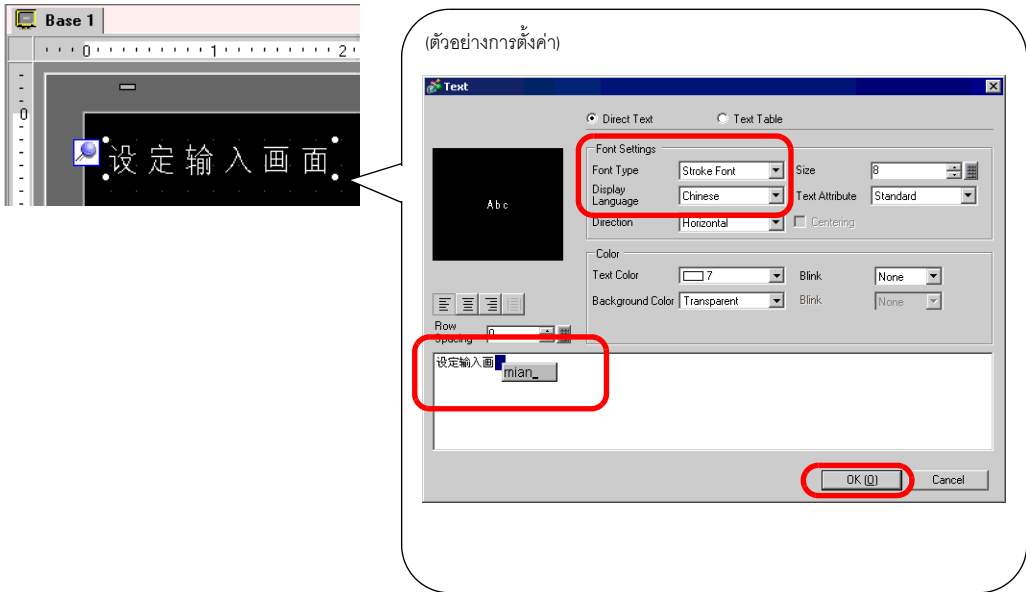 Base 1
0 1 2
0
设定输入画面
(ตัวอย่างการตั้งค่า)
Text
Direct Text Text Table
Font Settings
Font Type Stroke Font Size 8
Display Language Chinese Text Attribute Standard
Direction Horizontal Centering
Abc
Color
Text Color 7 Blink None
Background Color Transparent Blink None
Row Spacing 0
设定输入画
mian_
OK (O) Cancel